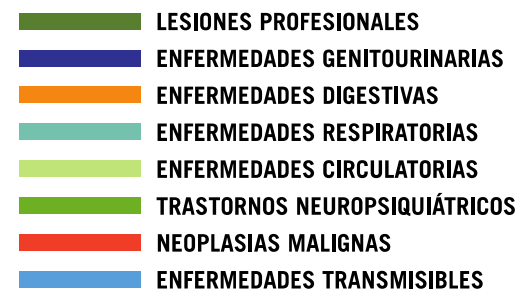 LESIONES PROFESIONALES
ENFERMEDADES GENITOURINARIAS
ENFERMEDADES DIGESTIVAS
ENFERMEDADES RESPIRATORIAS
ENFERMEDADES CIRCULATORIAS
TRASTORNOS NEUROPSIQUIÁTRICOS
NEOPLASIAS MALIGNAS
ENFERMEDADES TRANSMISIBLES